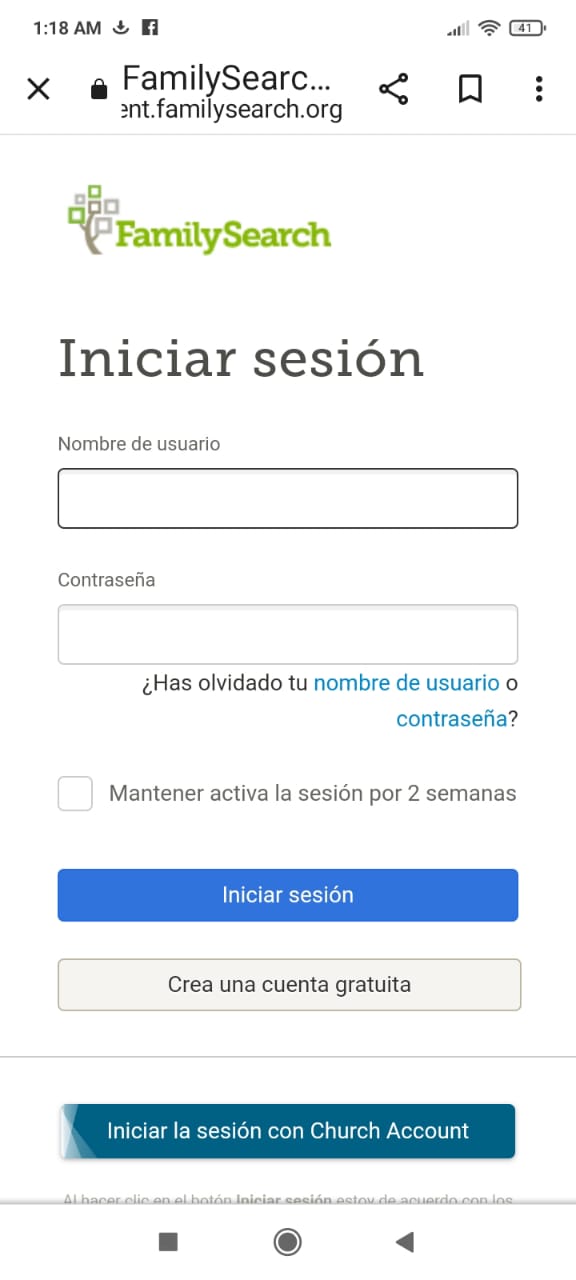 1:18 AM
41
FamilySearc...
ent.familysearch.org
FamilySearch
Iniciar sesión
Nombre de usuario
Contraseña
¿Has olvidado tu nombre de usuario o
contraseña?
Mantener activa la sesión por 2 semanas
Iniciar sesión
Crea una cuenta gratuita
Iniciar la sesión con Church Account
Al hacer clic en el botón Iniciar sesión estoy de acuerdo con los